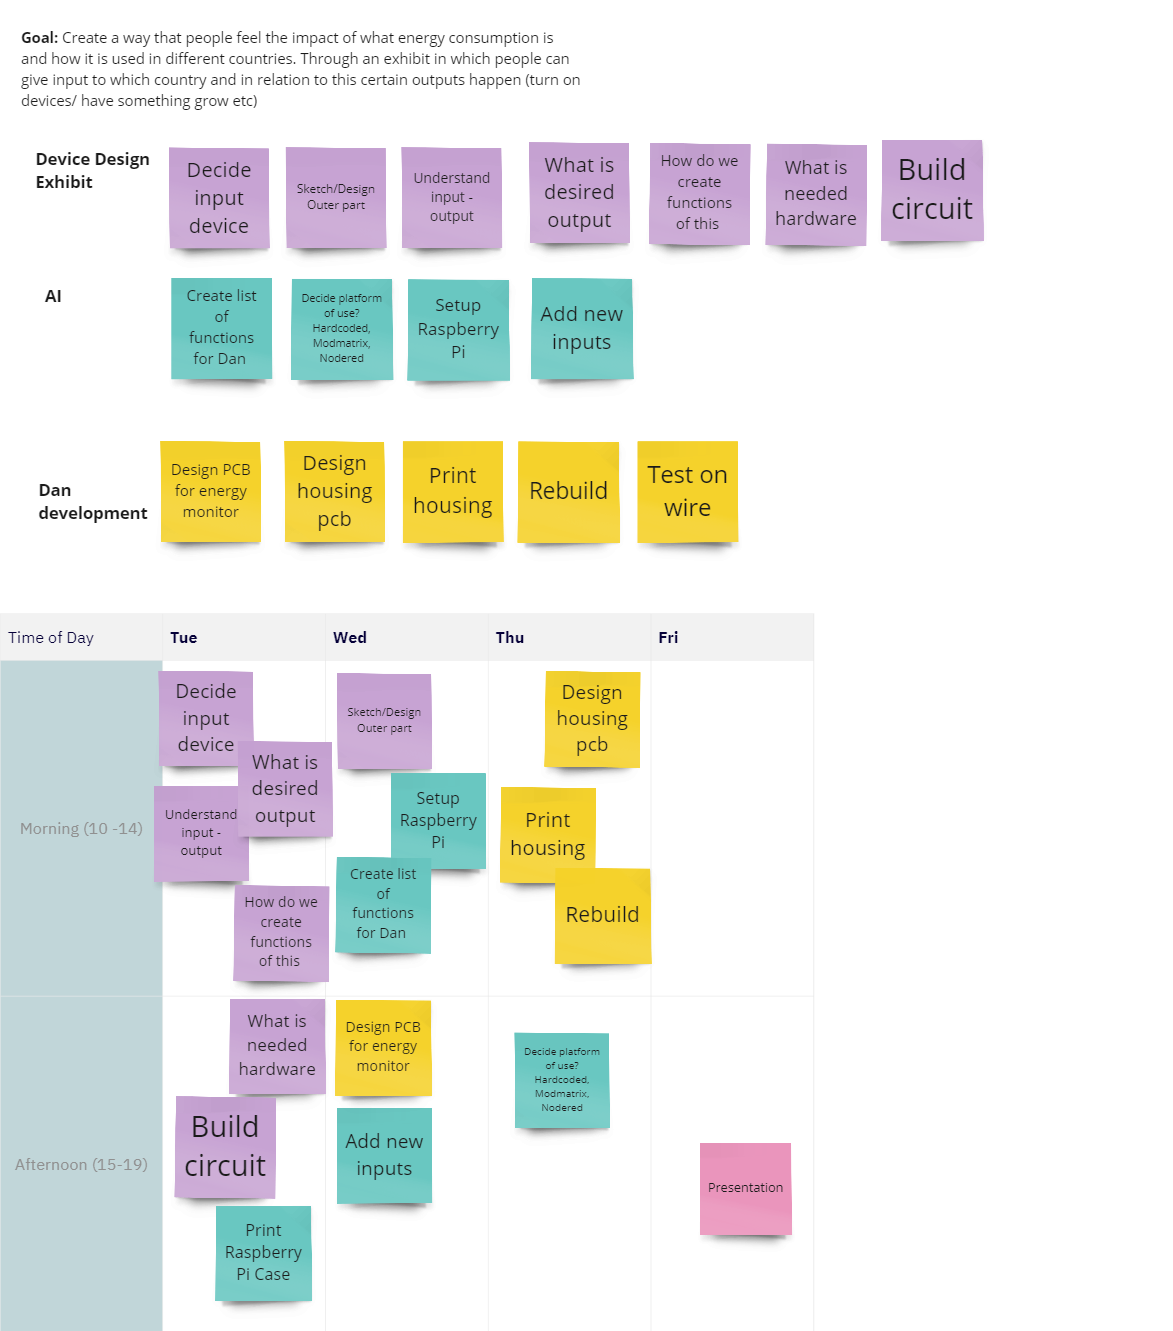 Goal: Create a way that people feel the impact of what energy consumption is
and how it is used in different countries. Through an exhibit in which people can
give input to which country and in relation to this certain outputs happen (turn on
devices/ have something grow etc)
Device Design
Exhibit
Decide
input
device
Sketch/Design
Outer part
Understand
input -
output
What is
desired
output
How do we
create
functions
of this
What is
needed
hardware
Build
circuit
AI
Create list
of
functions
for Dan
Decide platform
of use?
Hardcoded,
Modmatrix,
Nodered
Setup
Raspberry
Pi
Add new
inputs
Dan
development
Design PCB
for energy
monitor
Design
housing
pcb
Print
housing
Rebuild
Test on
wire
Time of Day
Tue
Wed
Thu
Fri
Morning (10 -14)
Decide
input
device
What is
desired
output
Understand
input -
output
How do we
create
functions
of this
Sketch/Design
Outer part
Setup
Raspberry
Pi
Create list
of
functions
for Dan
Design
housing
pcb
Print
housing
Rebuild
Afternoon (15-19)
What is
needed
hardware
Build
circuit
Print
Raspberry
Pi Case
Design PCB
for energy
monitor
Add new
inputs
Decide platform
of use?
Hardcoded,
Modmatrix,
Nodered
Presentation